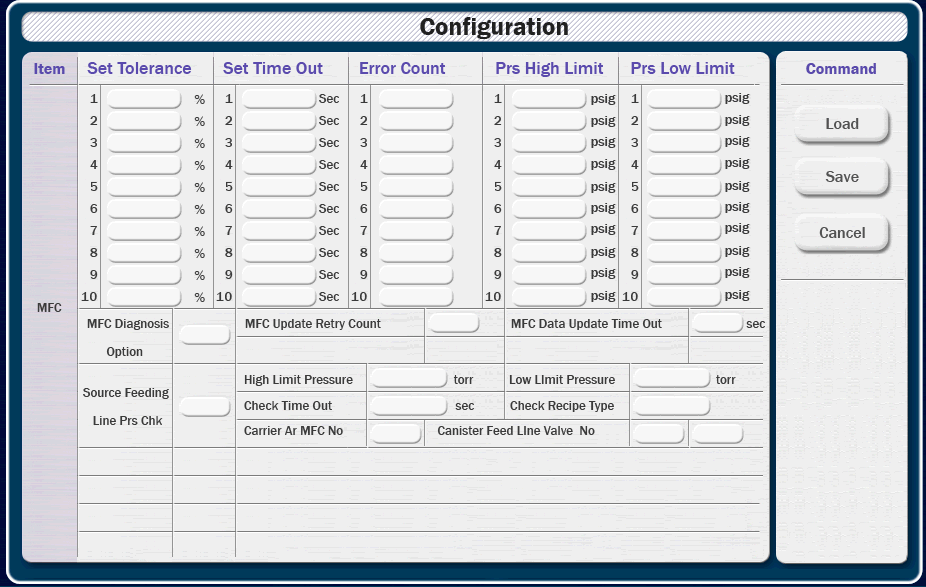 Configuration
Item Set Tolerance Set Time Out Error Count Prs High Limit Prs Low Limit Command
1 % 1 Sec 1 1 psig 1 psig
2 % 2 Sec 2 2 psig 2 psig
3 % 3 Sec 3 3 psig 3 psig
4 % 4 Sec 4 4 psig 4 psig
5 % 5 Sec 5 5 psig 5 psig
6 % 6 Sec 6 6 psig 6 psig
7 % 7 Sec 7 7 psig 7 psig
8 % 8 Sec 8 8 psig 8 psig
9 % 9 Sec 9 9 psig 9 psig
10 % 10 Sec 10 10 psig 10 psig
Load
Save
Cancel
MFC
MFC Diagnosis
Option
MFC Update Retry Count MFC Data Update Time Out sec
Source Feeding
Line Prs Chk
High Limit Pressure torr Low LImit Pressure torr
Check Time Out sec Check Recipe Type
Carrier Ar MFC No Canister Feed LIne Valve No